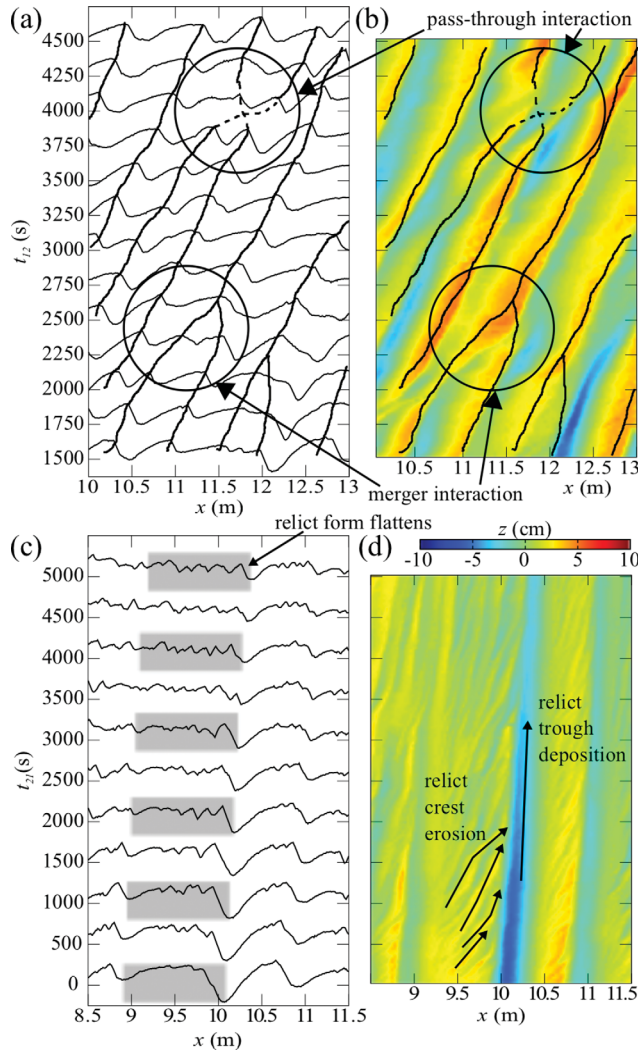 (a)
pass-through interaction
(b)
4500
4250
4000
3750
3500
3250
3000
2750
2500
2250
2000
1750
1500
t12 (s)
10 10.5 11 11.5 12 12.5 13
x (m)
10.5 11 11.5 12 12.5 13
x (m)
merger interaction
(c)
relict form flattens
z (cm)
-10 -5 0 5 10
(d)
5000
4500
4000
3500
3000
2500
2000
1500
1000
500
0
t21(s)
8.5 9 9.5 10 10.5 11 11.5
x (m)
relict
trough
deposition
relict
crest
erosion
9 9.5 10 10.5 11 11.5
x (m)